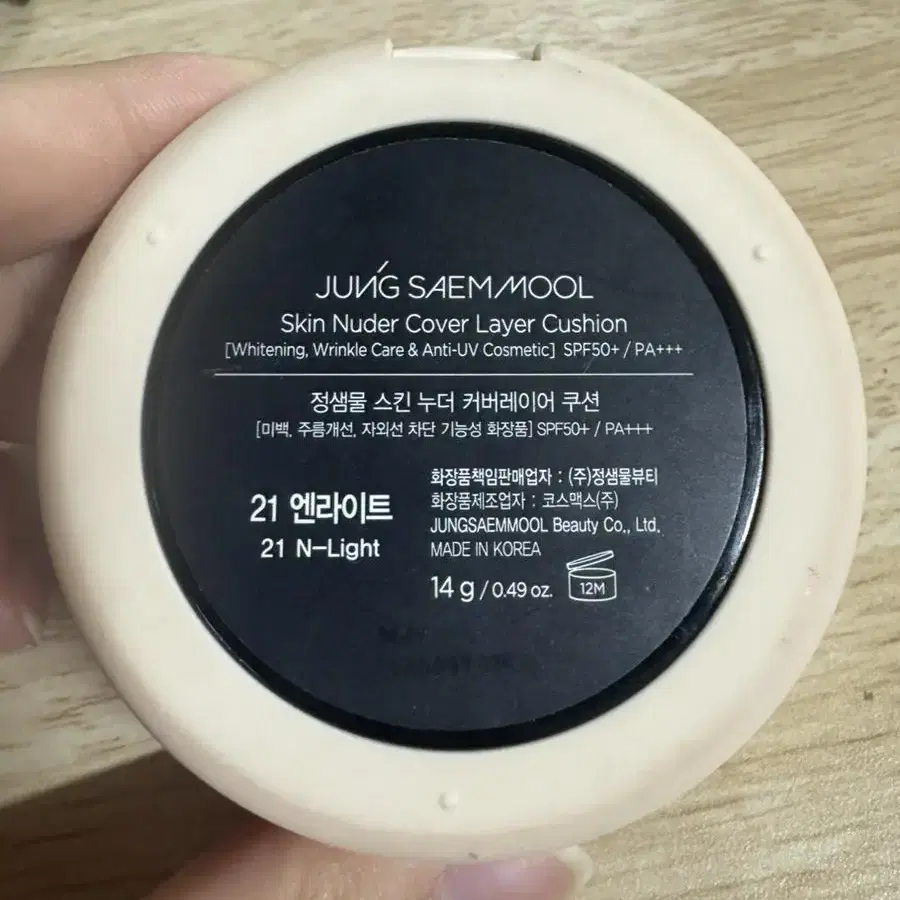 JUNG SAEMMOOL
Skin Nuder Cover Layer Cushion
[Whitening, Wrinkle Care & Anti-UV Cosmetic] SPF50+ / PA+++
정샘물 스킨 누더 커버레이어 쿠션
[미백, 주름개선, 자외선 차단 기능성 화장품] SPF50+ / PA+++
21 엔라이트
21 N-Light
화장품책임판매업자 : (주)정샘물뷰티
화장품제조업자 : 코스맥스(주)
JUNGSAEMMOOL Beauty Co., Ltd.
MADE IN KOREA
14 g / 0.49 oz.
12M